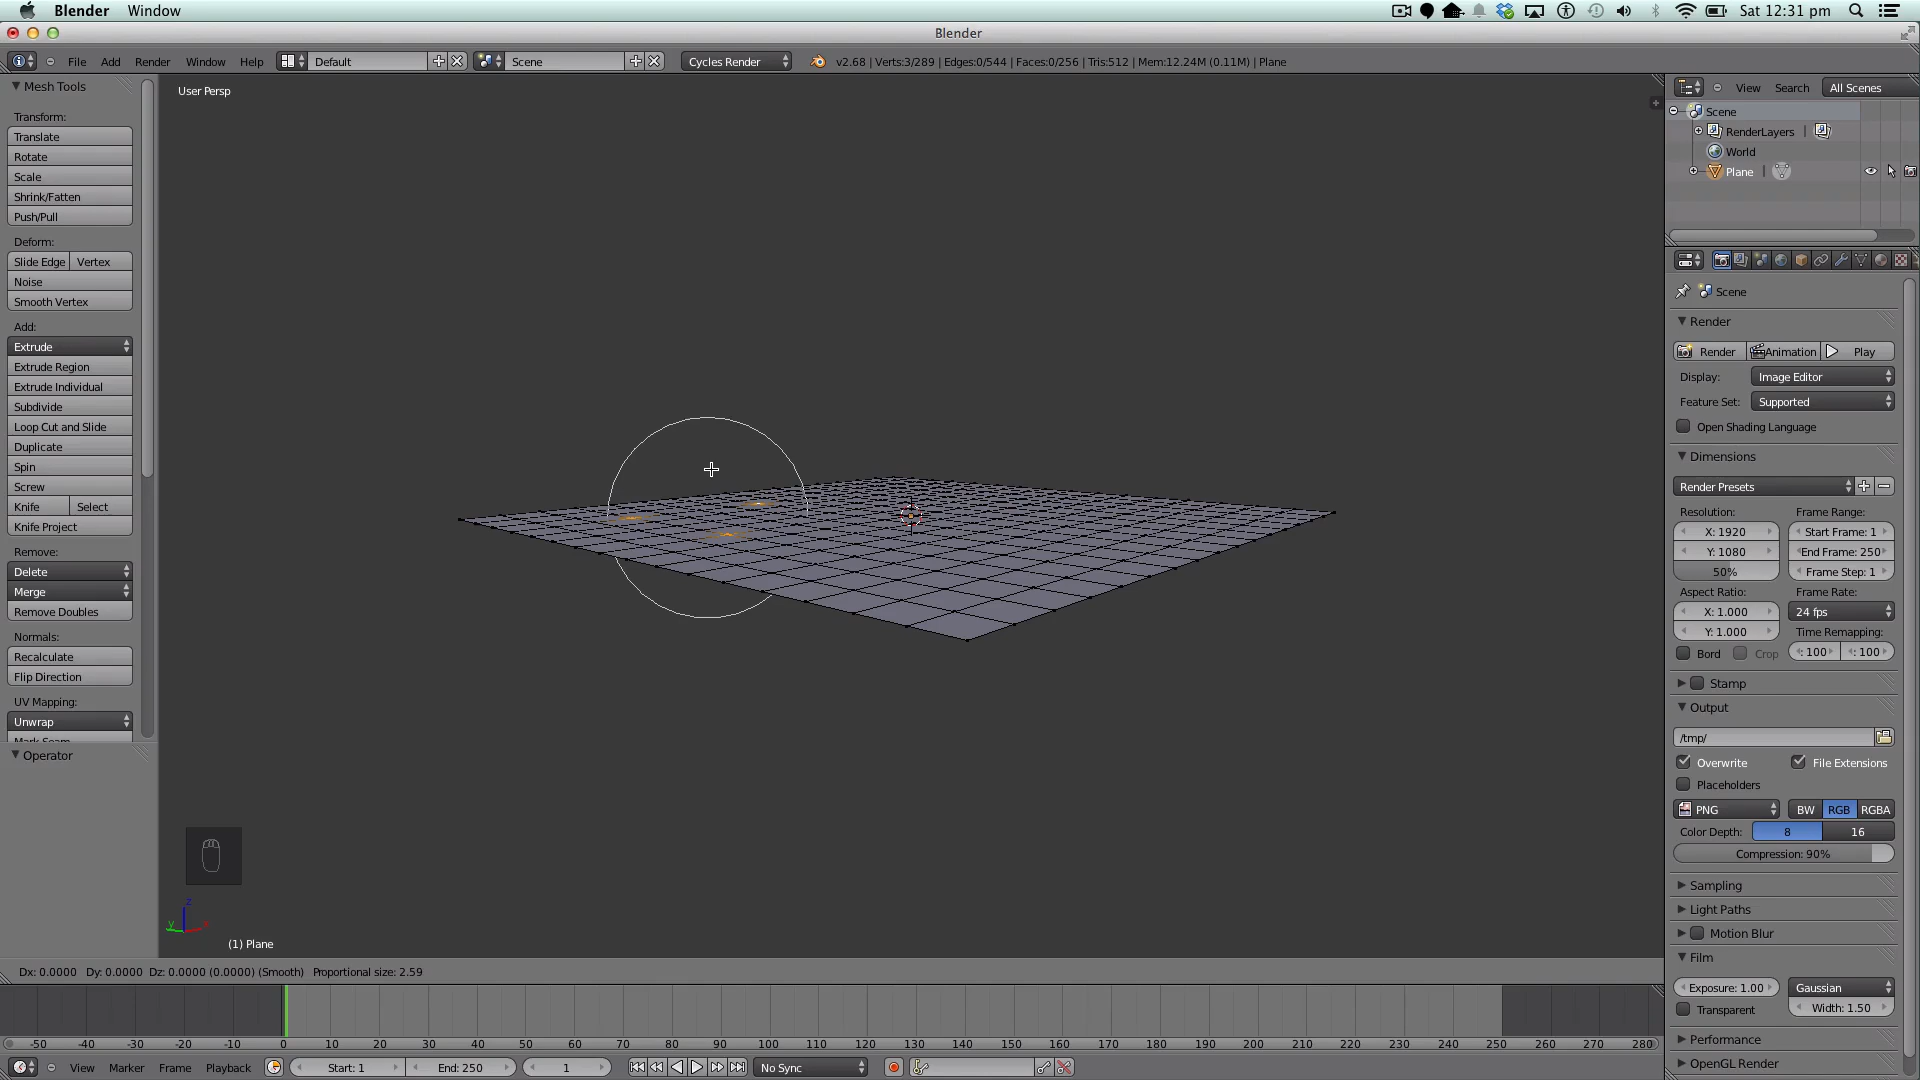 Blender Window Sat 12:31 pm
Blender
File Add Render Window Help Default Scene Cycles Render v2.68 | Verts:3/289 | Edges:0/544 | Faces:0/256 | Tris:512 | Mem:12.24M (0.11M) | Plane
Mesh Tools
Transform:
Translate
Rotate
Scale
Shrink/Fatten
Push/Pull
Deform:
Slide Edge Vertex
Noise
Smooth Vertex
Add:
Extrude
Extrude Region
Extrude Individual
Subdivide
Loop Cut and Slide
Duplicate
Spin
Screw
Knife Select
Knife Project
Remove:
Delete
Merge
Remove Doubles
Normals:
Recalculate
Flip Direction
UV Mapping:
Unwrap
Mark Seam
Operator
User Persp
z
y x
(1) Plane
Dx: 0.0000 Dy: 0.0000 Dz: 0.0000 (0.0000) (Smooth) Proportional size: 2.59
View Search All Scenes
Scene
RenderLayers |
World
Plane |
Scene
Render
Render Animation Play
Display: Image Editor
Feature Set: Supported
Open Shading Language
Dimensions
Render Presets
Resolution: Frame Range:
X: 1920 Start Frame: 1
Y: 1080 End Frame: 250
50% Frame Step: 1
Aspect Ratio: Frame Rate:
X: 1.000 24 fps
Y: 1.000 Time Remapping:
Bord Crop : 100 : 100
Stamp
Output
/tmp/
Overwrite File Extensions
Placeholders
PNG BW RGB RGBA
Color Depth: 8 16
Compression: 90%
Sampling
Light Paths
Motion Blur
Film
Exposure: 1.00 Gaussian
Transparent Width: 1.50
Performance
OpenGL Render
-50 -40 -30 -20 -10 0 10 20 30 40 50 60 70 80 90 100 110 120 130 140 150 160 170 180 190 200 210 220 230 240 250 260 270 280
View Marker Frame Playback Start: 1 End: 250 1 No Sync